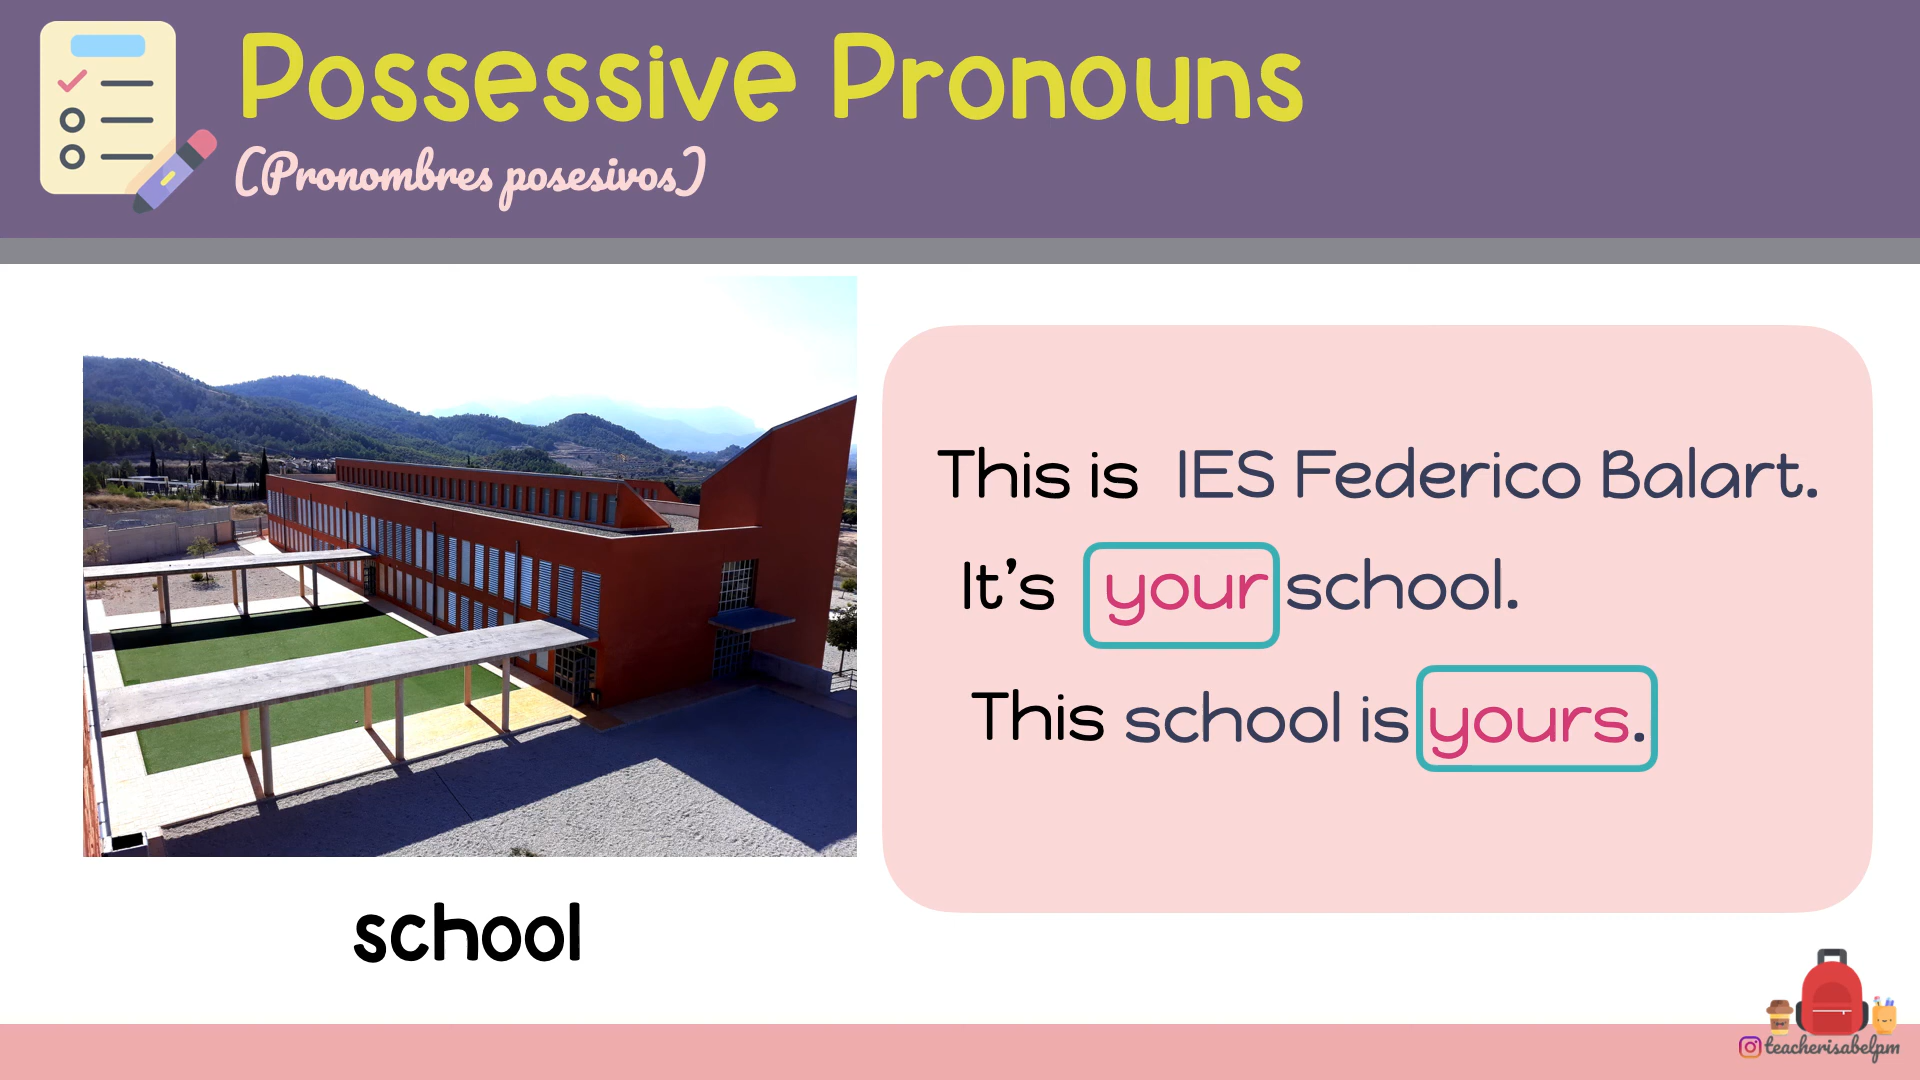 Possessive Pronouns
(Pronombres posesivos)
This is IES Federico Balart.
It's your school.
This school is yours.
school
teacherisabelpm